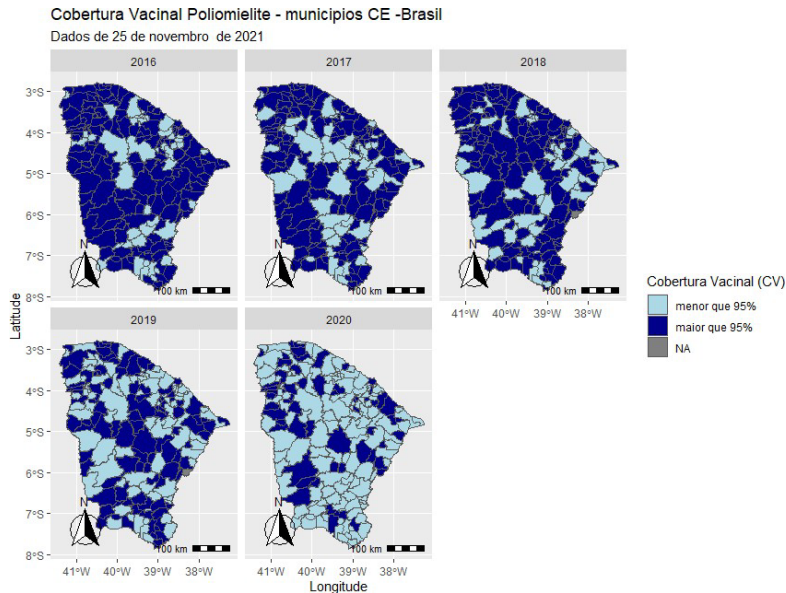 Cobertura Vacinal Poliomielite - municipios CE -Brasil
Dados de 25 de novembro  de 2021
2016
2017
2018
3°S
4°S
5°S
6°S
7°S
8°S
N
100 km
N
100 km
N
100 km
41°W
40°W
39°W
38°W
Latitude
Cobertura Vacinal (CV)
menor que 95%
maior que 95%
NA
2019
2020
3°S
4°S
5°S
6°S
7°S
8°S
N
100 km
N
100 km
41°W
40°W
39°W
38°W
41°W
40°W
39°W
38°W
Longitude